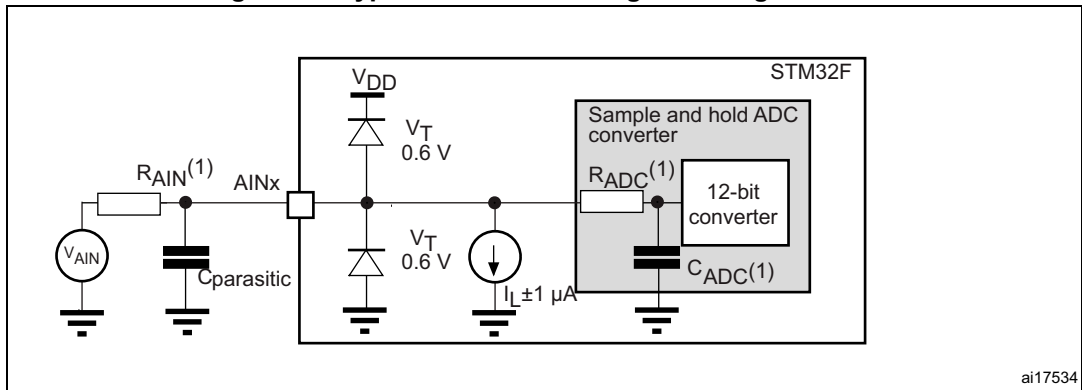 STM32F
VDD
Sample and hold ADC
converter
VT
0.6 V
RAIN(1)
AINx
RADC(1)
12-bit
converter
VAIN
Cparasitic
VT
0.6 V
IL±1 µA
CADC(1)
ai17534